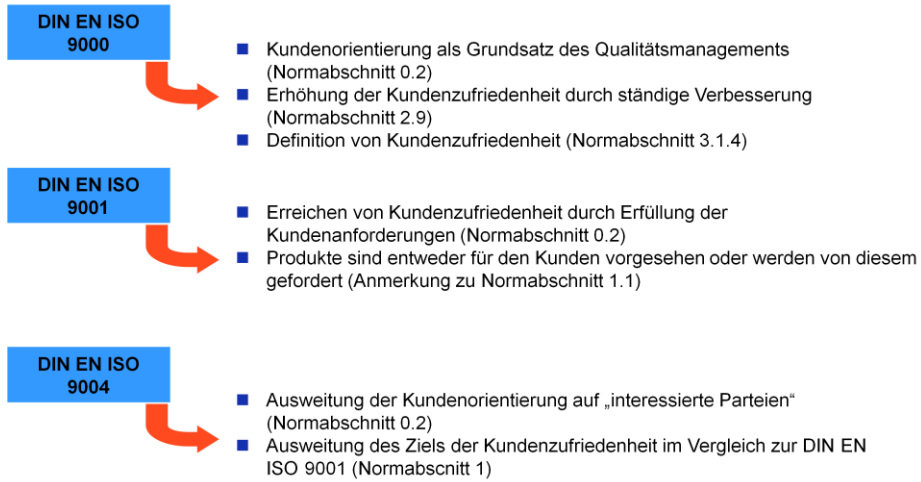 DIN EN ISO
9000
■ Kundenorientierung als Grundsatz des Qualitätsmanagements
(Normabschnitt 0.2)
■ Erhöhung der Kundenzufriedenheit durch ständige Verbesserung
(Normabschnitt 2.9)
■ Definition von Kundenzufriedenheit (Normabschnitt 3.1.4)
DIN EN ISO
9001
■ Erreichen von Kundenzufriedenheit durch Erfüllung der
Kundenanforderungen (Normabschnitt 0.2)
■ Produkte sind entweder für den Kunden vorgesehen oder werden von diesem
gefordert (Anmerkung zu Normabschnitt 1.1)
DIN EN ISO
9004
■ Ausweitung der Kundenorientierung auf „interessierte Parteien“
(Normabschnitt 0.2)
■ Ausweitung des Ziels der Kundenzufriedenheit im Vergleich zur DIN EN
ISO 9001 (Normabscnitt 1)